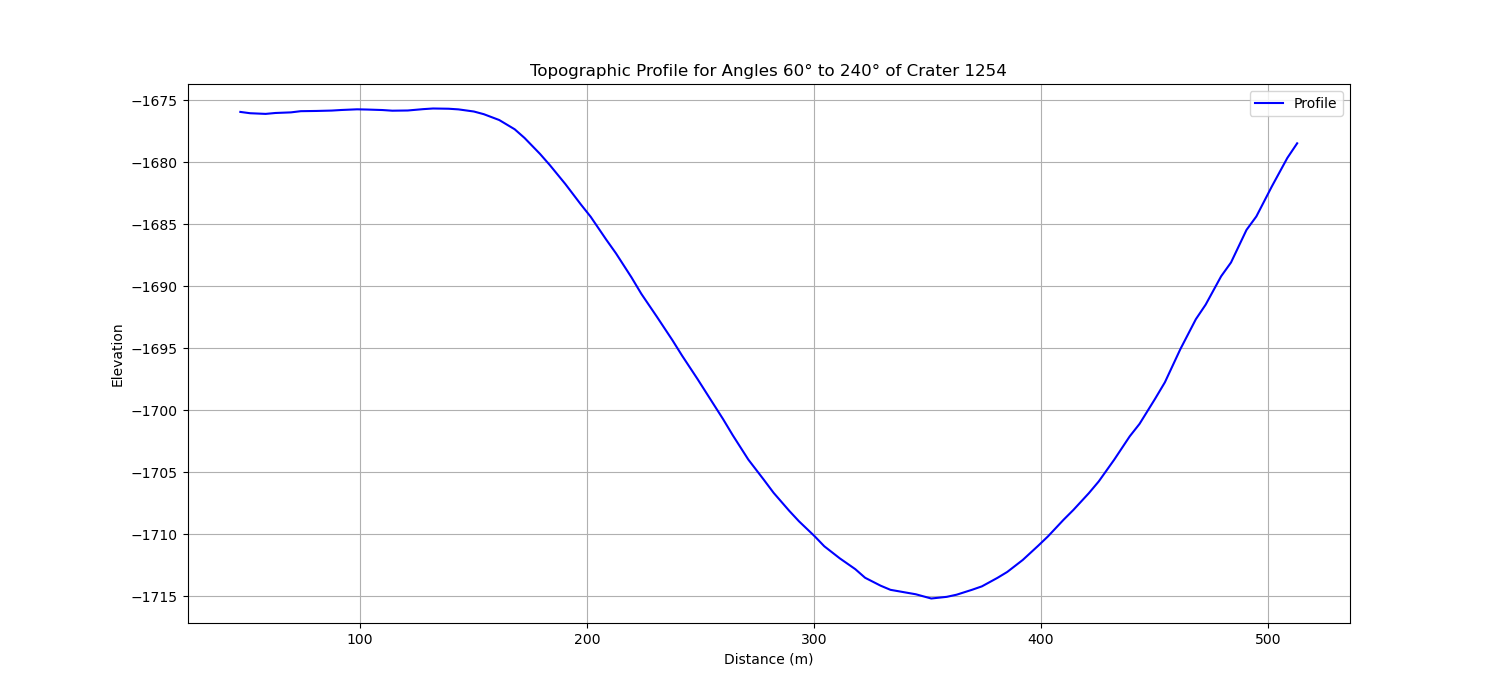 Topographic Profile for Angles 60° to 240° of Crater 1254
Profile
Elevation
−1675
−1680
−1685
−1690
−1695
−1700
−1705
−1710
−1715
100 200 300 400 500
Distance (m)